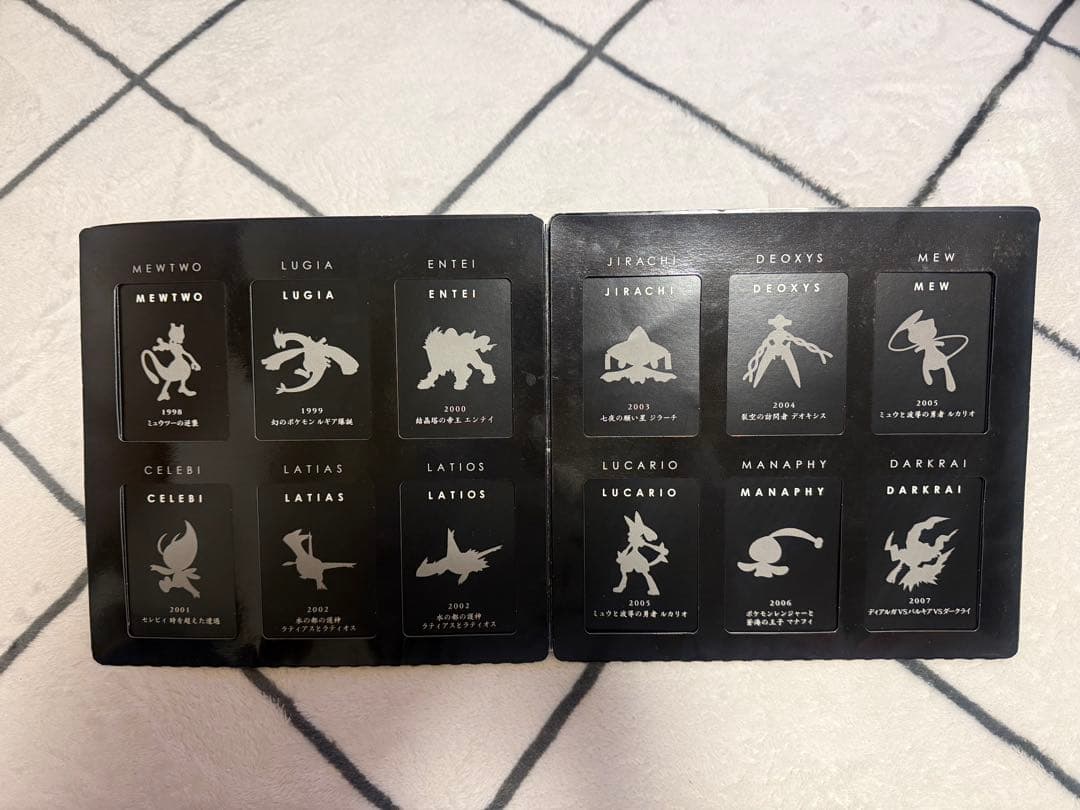 MEWTWO
MEWTWO
1998
ミュウツーの逆襲
LUGIA
LUGIA
1999
幻のポケモン ルギア爆誕
ENTEI
ENTEI
2000
結晶塔の帝王 エンテイ
CELEBI
CELEBI
2001
セレビィ 時を超えた遭遇
LATIAS
LATIAS
2002
水の都の護神
ラティアスとラティオス
LATIOS
LATIOS
2002
水の都の護神
ラティアスとラティオス
JIRACHI
JIRACHI
2003
七夜の願い星 ジラーチ
DEOXYS
DEOXYS
2004
裂空の訪問者 デオキシス
MEW
MEW
2005
ミュウと波導の勇者 ルカリオ
LUCARIO
LUCARIO
2005
ミュウと波導の勇者 ルカリオ
MANAPHY
MANAPHY
2006
ポケモンレンジャーと
蒼海の王子 マナフィ
DARKRAI
DARKRAI
2007
ディアルガVSパルキアVSダークライ